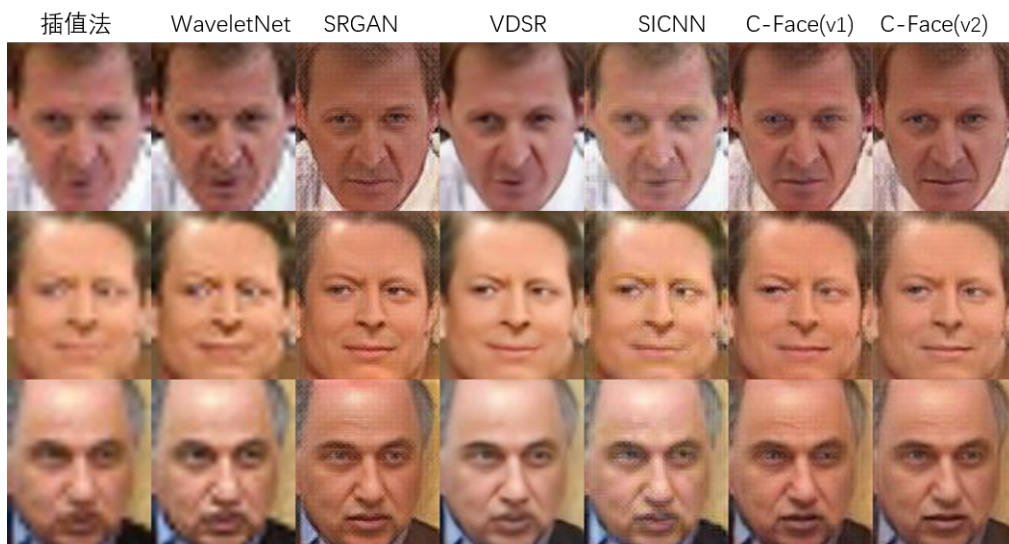 插值法 WaveletNet SRGAN VDSR SICNN C-Face(v1) C-Face(v2)